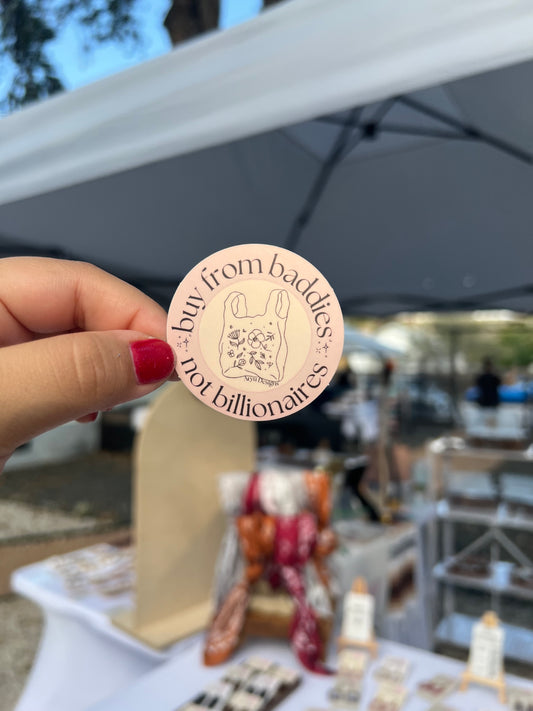 buy from baddies
not billionaires